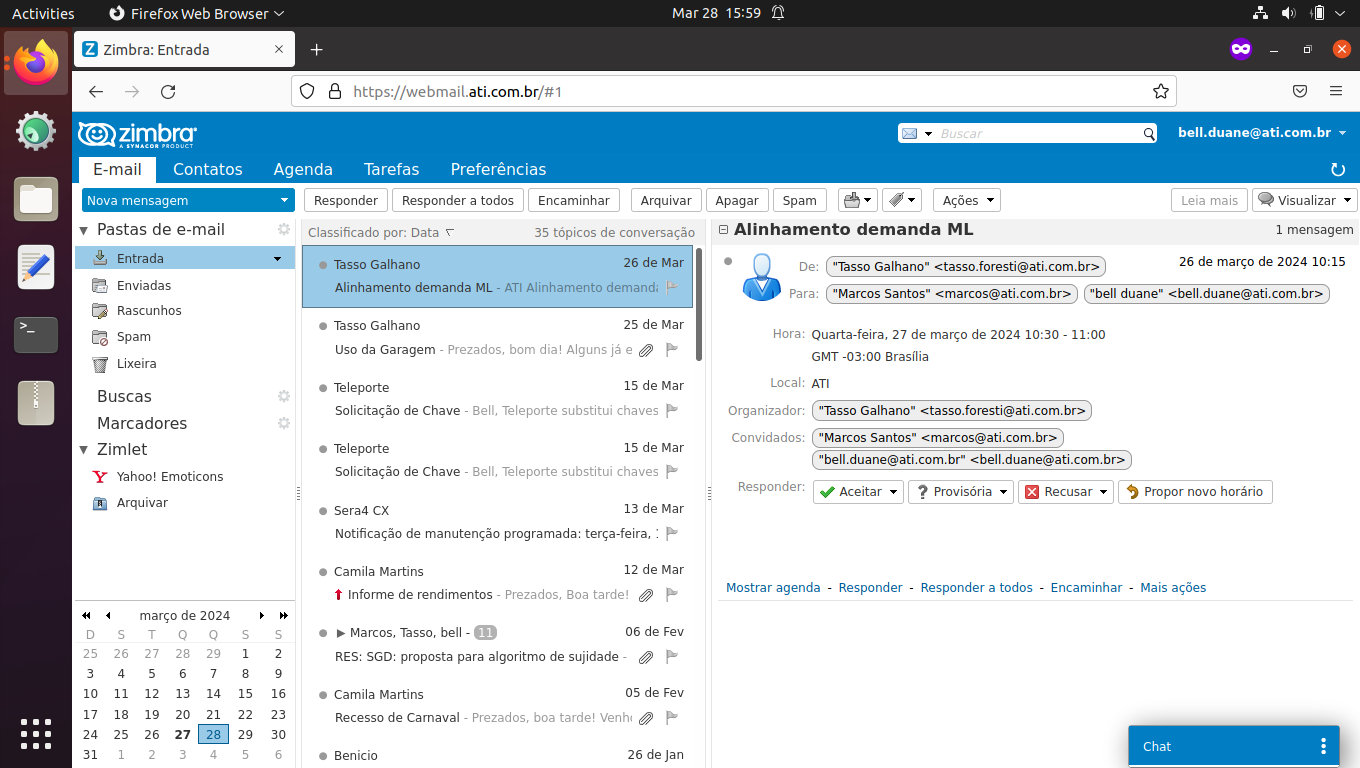 Activities
Firefox Web Browser
Mar 28 15:59
Zimbra: Entrada
https://webmail.ati.com.br/#1
zimbra
A SYNACOR PRODUCT
Buscar
bell.duane@ati.com.br
E-mail Contatos Agenda Tarefas Preferências
Nova mensagem
Responder Responder a todos Encaminhar Arquivar Apagar Spam Ações Leia mais Visualizar
Pastas de e-mail
Entrada
Enviadas
Rascunhos
Spam
Lixeira
Buscas
Marcadores
Zimlet
Yahoo! Emoticons
Arquivar
março de 2024
D S T Q Q S S
25 26 27 28 29 1 2
3 4 5 6 7 8 9
10 11 12 13 14 15 16
17 18 19 20 21 22 23
24 25 26 27 28 29 30
31 1 2 3 4 5 6
Classificado por: Data 35 tópicos de conversação
Tasso Galhano 26 de Mar
Alinhamento demanda ML - ATI Alinhamento demanda
Tasso Galhano 25 de Mar
Uso da Garagem - Prezados, bom dia! Alguns já e
Teleporte 15 de Mar
Solicitação de Chave - Bell, Teleporte substitui chaves
Teleporte 15 de Mar
Solicitação de Chave - Bell, Teleporte substitui chaves
Sera4 CX 13 de Mar
Notificação de manutenção programada: terça-feira,
Camila Martins 12 de Mar
Informe de rendimentos - Prezados, Boa tarde!
Marcos, Tasso, bell - 11 06 de Fev
RES: SGD: proposta para algoritmo de sujidade -
Camila Martins 05 de Fev
Recesso de Carnaval - Prezados, boa tarde! Venho
Benicio 26 de Jan
Alinhamento demanda ML 1 mensagem
De: "Tasso Galhano" <tasso.foresti@ati.com.br> 26 de março de 2024 10:15
Para: "Marcos Santos" <marcos@ati.com.br> "bell duane" <bell.duane@ati.com.br>
Hora: Quarta-feira, 27 de março de 2024 10:30 - 11:00
GMT -03:00 Brasília
Local: ATI
Organizador: "Tasso Galhano" <tasso.foresti@ati.com.br>
Convidados: "Marcos Santos" <marcos@ati.com.br>
"bell.duane@ati.com.br" <bell.duane@ati.com.br>
Responder: Aceitar Provisória Recusar Propor novo horário
Mostrar agenda - Responder - Responder a todos - Encaminhar - Mais ações
Chat